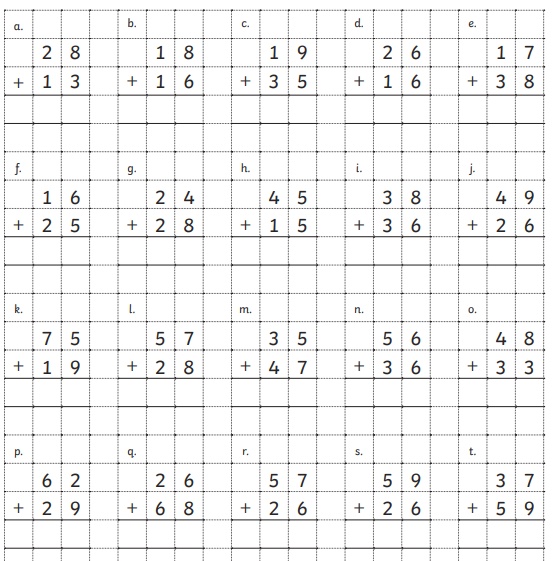 a. b. c. d. e.
28 18 19 26 17
+ 13 + 16 + 35 + 16 + 38
f. g. h. i. j.
16 24 45 38 49
+ 25 + 28 + 15 + 36 + 26
k. l. m. n. o.
75 57 35 56 48
+ 19 + 28 + 47 + 36 + 33
p. q. r. s. t.
62 26 57 59 37
+ 29 + 68 + 26 + 26 + 59